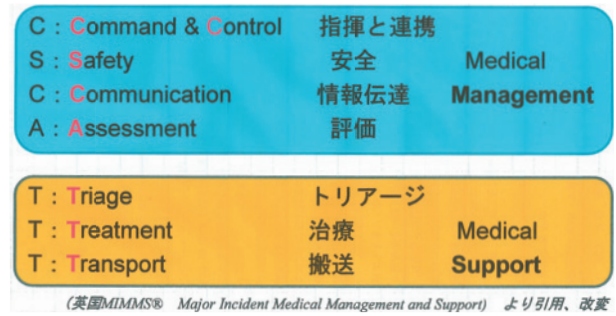 C : Command & Control 指揮と連携
S : Safety 安全 Medical
C : Communication 情報伝達 Management
A : Assessment 評価
T : Triage トリアージ
T : Treatment 治療 Medical
T : Transport 搬送 Support
(英国MIMMS® Major Incident Medical Management and Support) より引用、改変